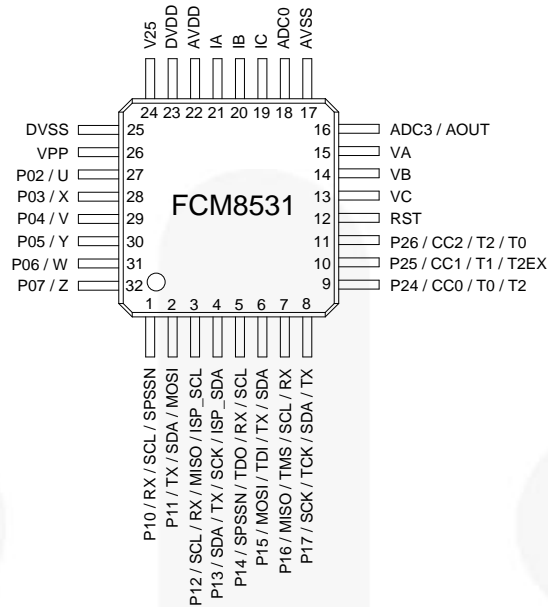 V25
DVDD
AVDD
IA
IB
IC
ADC0
AVSS
24 23 22 21 20 19 18 17
DVSS 25
VPP 26
P02 / U 27
P03 / X 28
P04 / V 29
P05 / Y 30
P06 / W 31
P07 / Z 32
FCM8531
16 ADC3 / AOUT
15 VA
14 VB
13 VC
12 RST
11 P26 / CC2 / T2 / T0
10 P25 / CC1 / T1 / T2EX
9 P24 / CC0 / T0 / T2
1 2 3 4 5 6 7 8
P10 / RX / SCL / SPSSN
P11 / TX / SDA / MOSI
P12 / SCL / RX / MISO / ISP_SCL
P13 / SDA / TX / SCK / ISP_SDA
P14 / SPSSN / TDO / RX / SCL
P15 / MOSI / TDI / TX / SDA
P16 / MISO / TMS / SCL / RX
P17 / SCK / TCK / SDA / TX